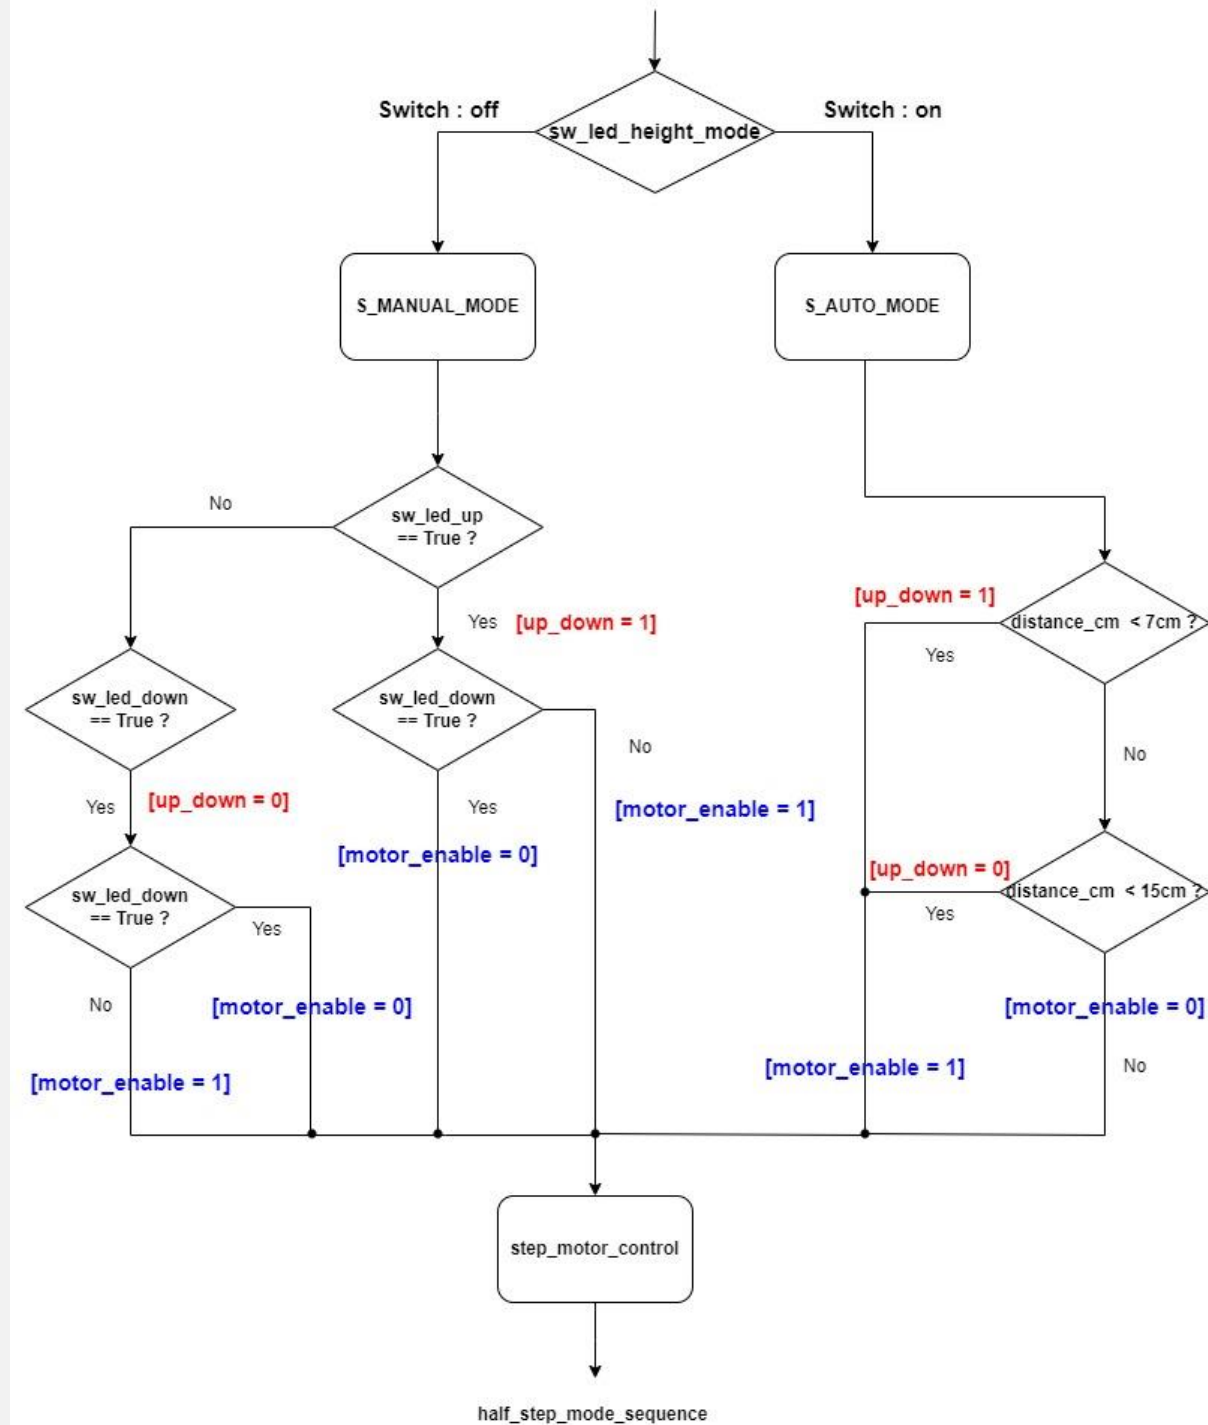 Switch : off
Switch : on
sw_led_height_mode
S_MANUAL_MODE
S_AUTO_MODE
No
sw_led_up
== True ?
Yes
[up_down = 1]
[up_down = 1]
distance_cm < 7cm ?
Yes
sw_led_down
== True ?
sw_led_down
== True ?
No
No
Yes
[up_down = 0]
Yes
[motor_enable = 1]
[motor_enable = 0]
[up_down = 0]
distance_cm < 15cm ?
Yes
sw_led_down
== True ?
Yes
No
[motor_enable = 0]
[motor_enable = 0]
[motor_enable = 1]
[motor_enable = 1]
No
step_motor_control
half_step_mode_sequence